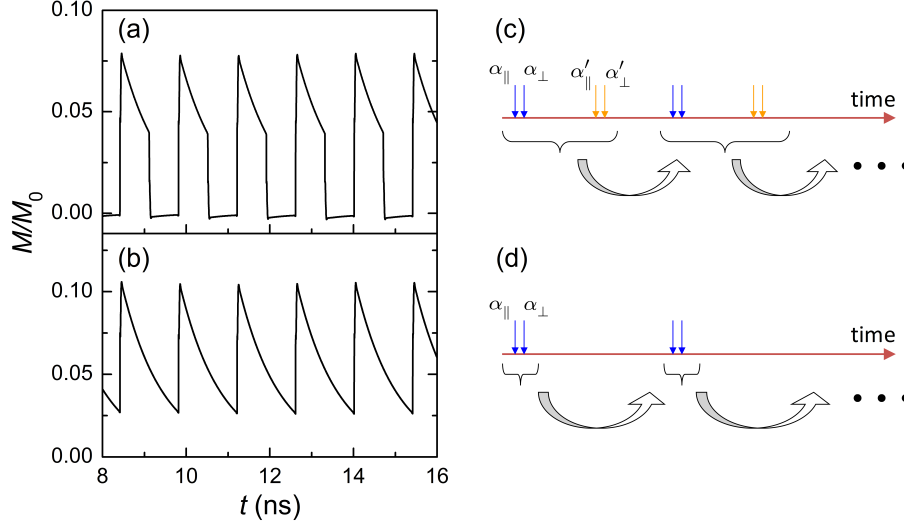 (a)
0.10
0.05
0.00
M/M₀
(b)
0.10
0.05
0.00
8 10 12 14 16
t (ns)
(c)
α∥ α⊥ α′∥ α′⊥
time
(d)
α∥ α⊥
time